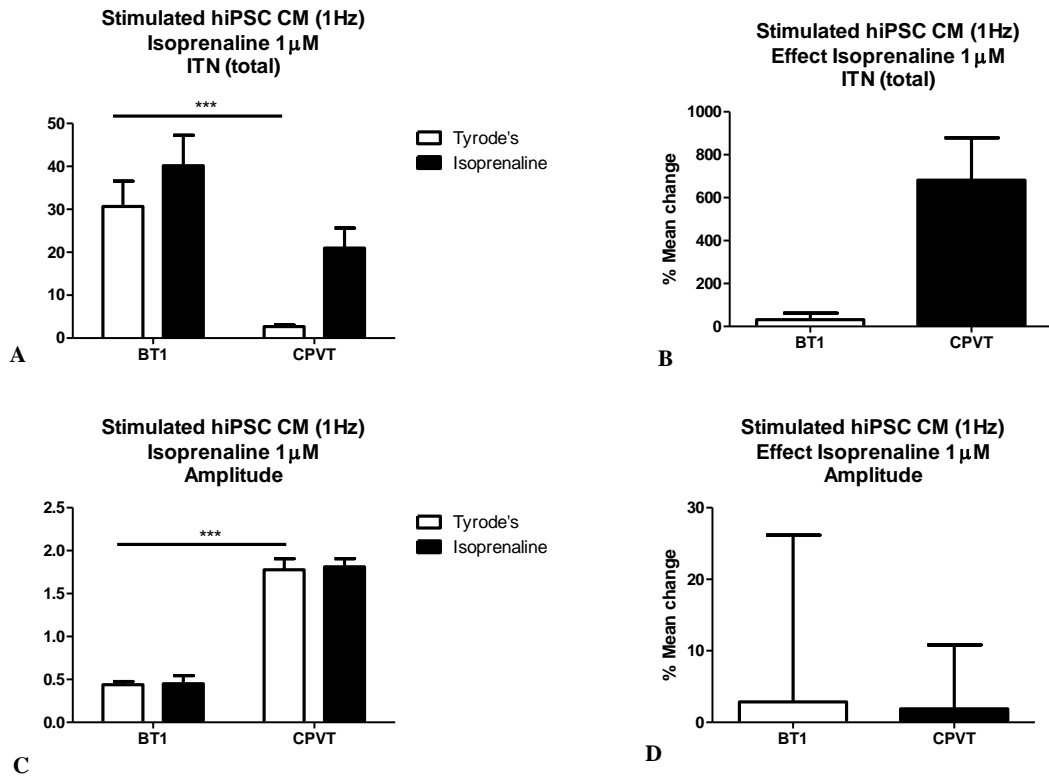 Stimulated hiPSC CM (1Hz)
Isoprenaline 1µM
ITN (total)
***
50
40
30
20
10
0
BT1
CPVT
Tyrode's
Isoprenaline
A
Stimulated hiPSC CM (1Hz)
Effect Isoprenaline 1µM
ITN (total)
% Mean change
1000
800
600
400
200
0
BT1
CPVT
B
Stimulated hiPSC CM (1Hz)
Isoprenaline 1µM
Amplitude
***
2.5
2.0
1.5
1.0
0.5
0.0
BT1
CPVT
Tyrode's
Isoprenaline
C
Stimulated hiPSC CM (1Hz)
Effect Isoprenaline 1µM
Amplitude
% Mean change
30
20
10
0
BT1
CPVT
D